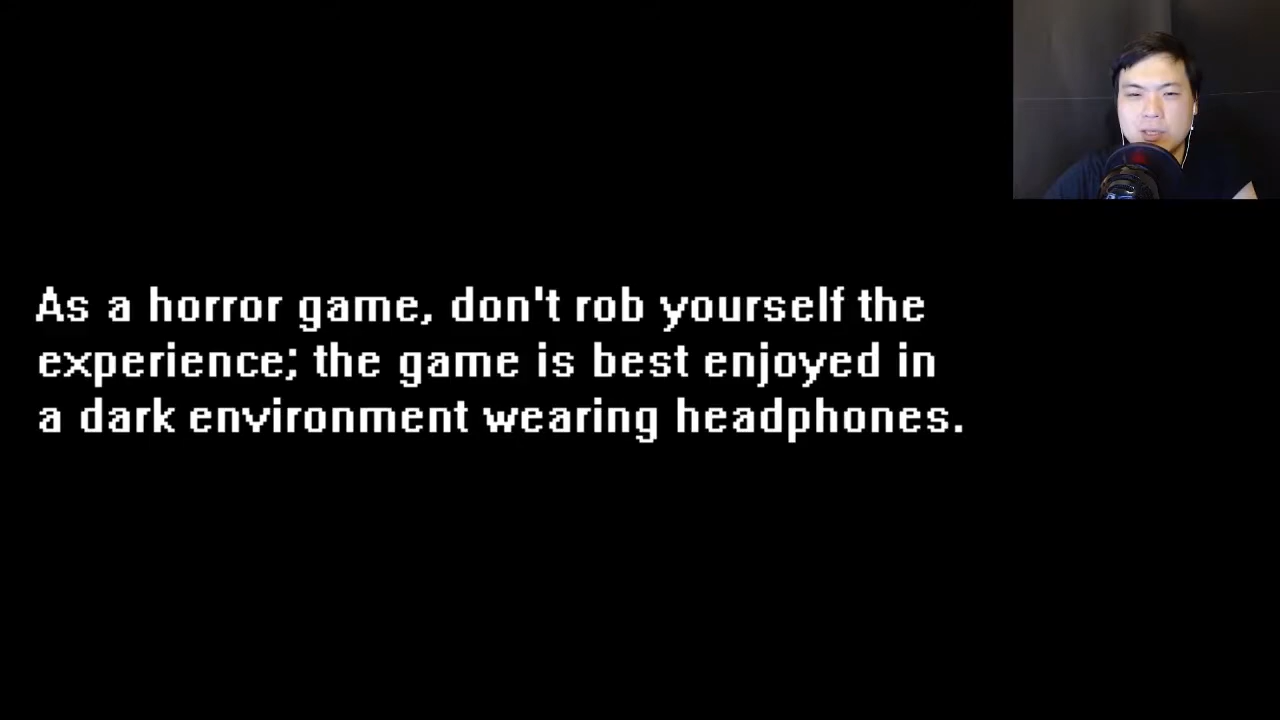 As a horror game, don't rob yourself the
experience; the game is best enjoyed in
a dark environment wearing headphones.